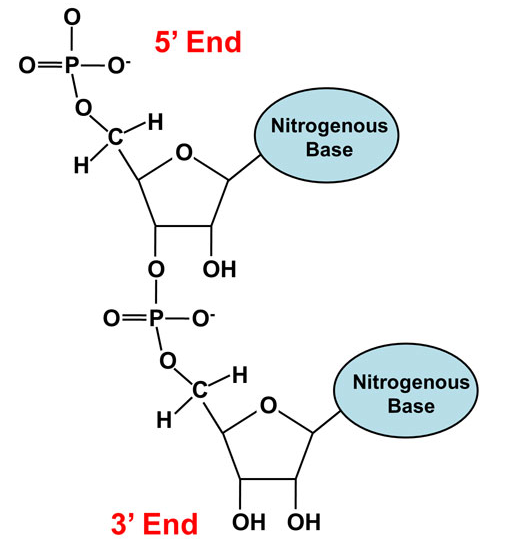 O
5’ End
O=P–O-
O
H
C
H
O
Nitrogenous
Base
O
OH
O=P–O-
O
H
C
H
O
Nitrogenous
Base
3’ End
OH
OH